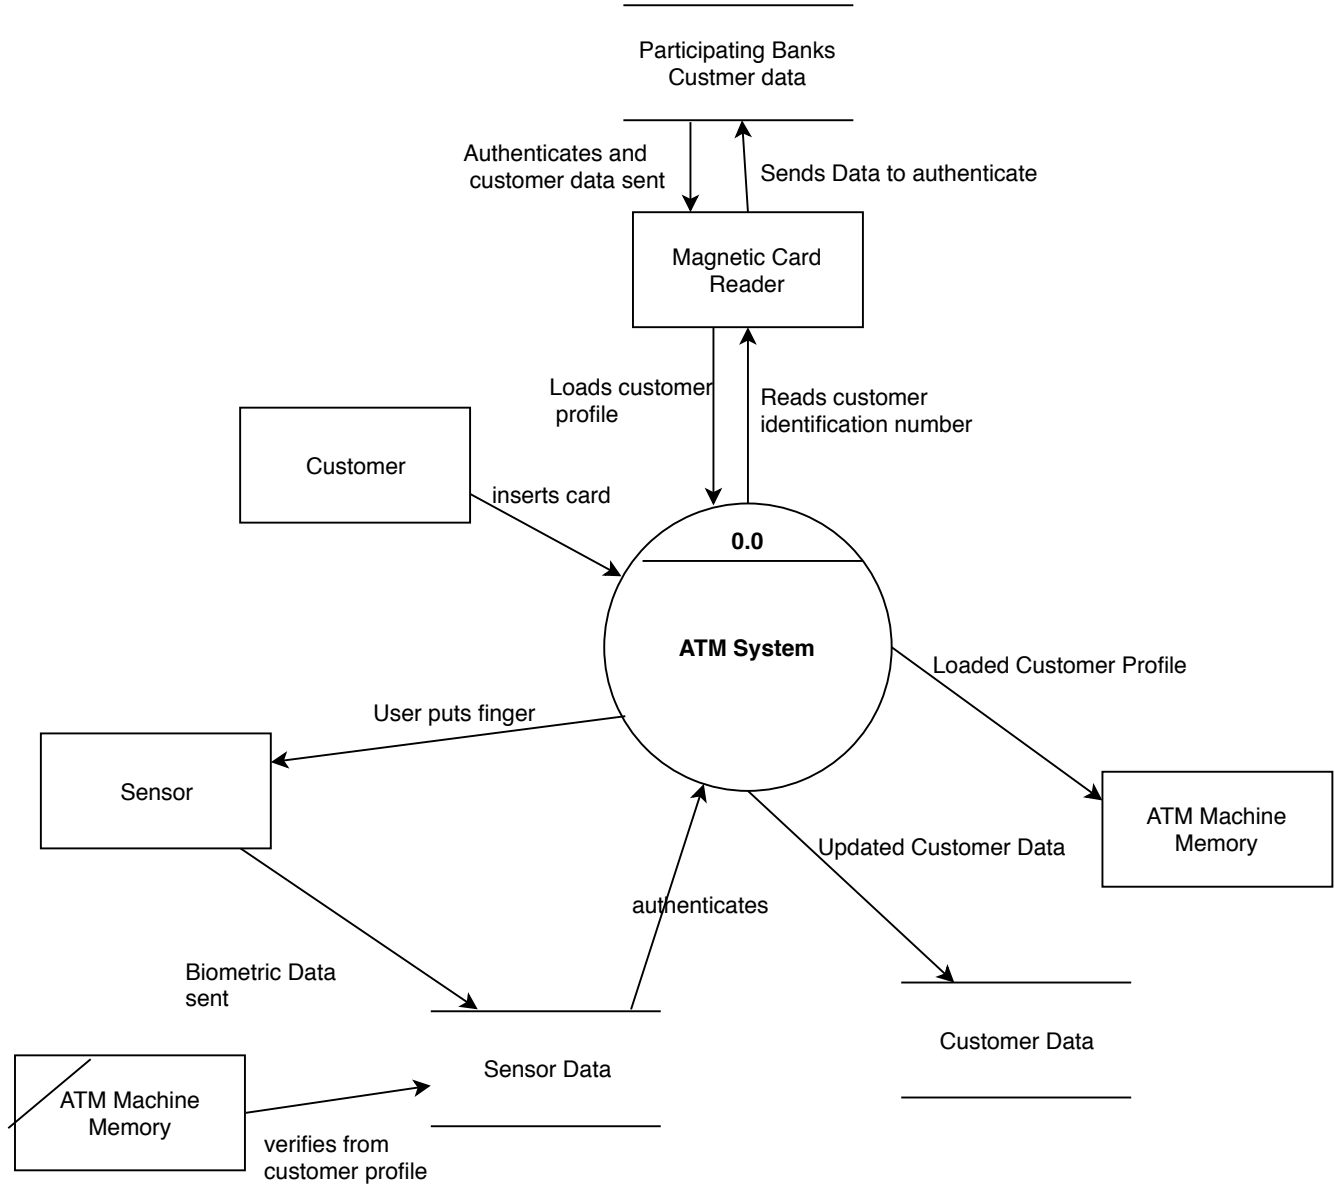 Participating Banks
Custmer data
Authenticates and
customer data sent
Sends Data to authenticate
Magnetic Card
Reader
Loads customer
profile
Reads customer
identification number
Customer
inserts card
0.0
ATM System
Loaded Customer Profile
User puts finger
Sensor
ATM Machine
Memory
Updated Customer Data
authenticates
Biometric Data
sent
Customer Data
Sensor Data
ATM Machine
Memory
verifies from
customer profile